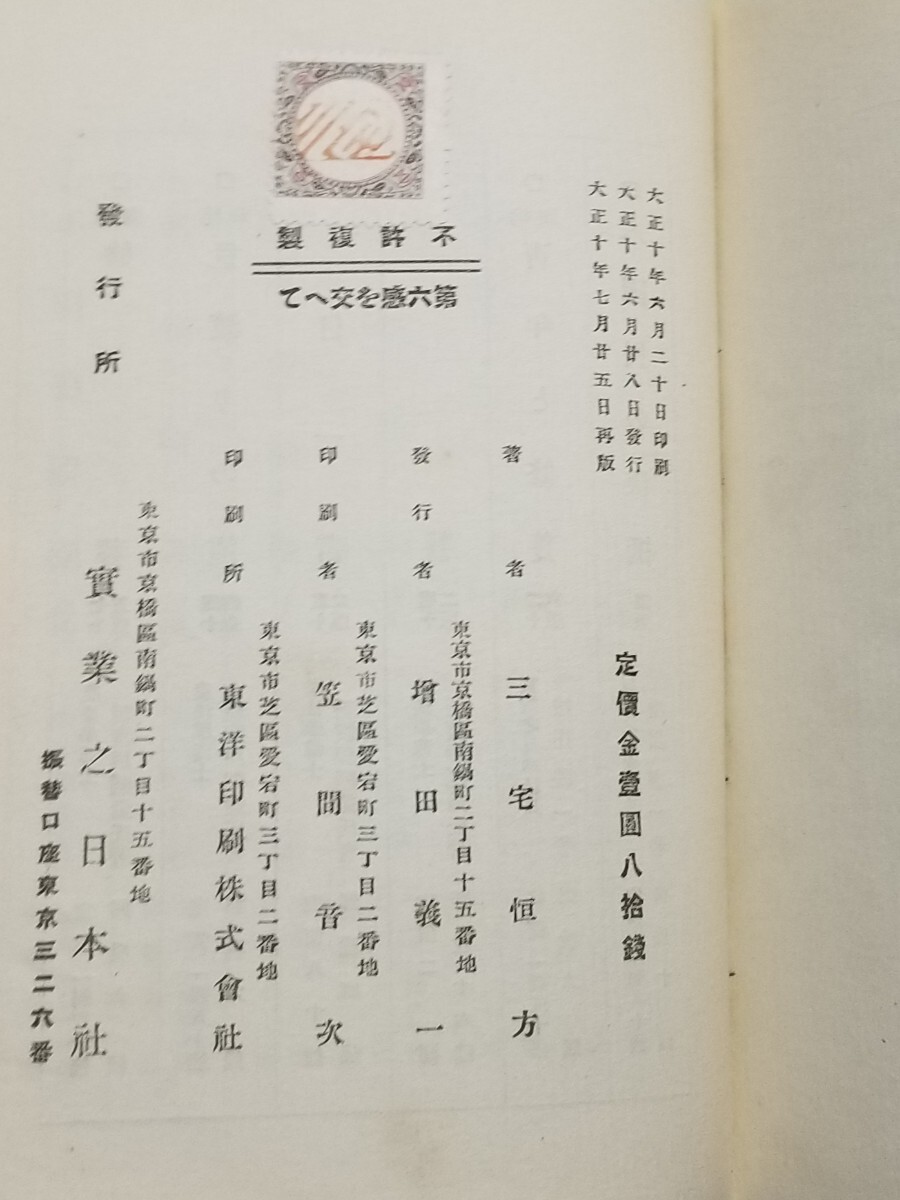 大正十年六月二十日印刷
大正十年六月廿八日發行
大正十年七月廿五日再版
定價金壹圓八拾錢
不許複製
第六感を交へて
著者 三宅恒方
東京市京橋區南鍋町二丁目十五番地
發行者 增田義一
東京市芝區愛宕町三丁目二番地
印刷者 笠間音次
東京市芝區愛宕町三丁目二番地
印刷所 東洋印刷株式會社
發行所
東京市京橋區南鍋町二丁目十五番地
實業之日本社
振替口座東京三二六番